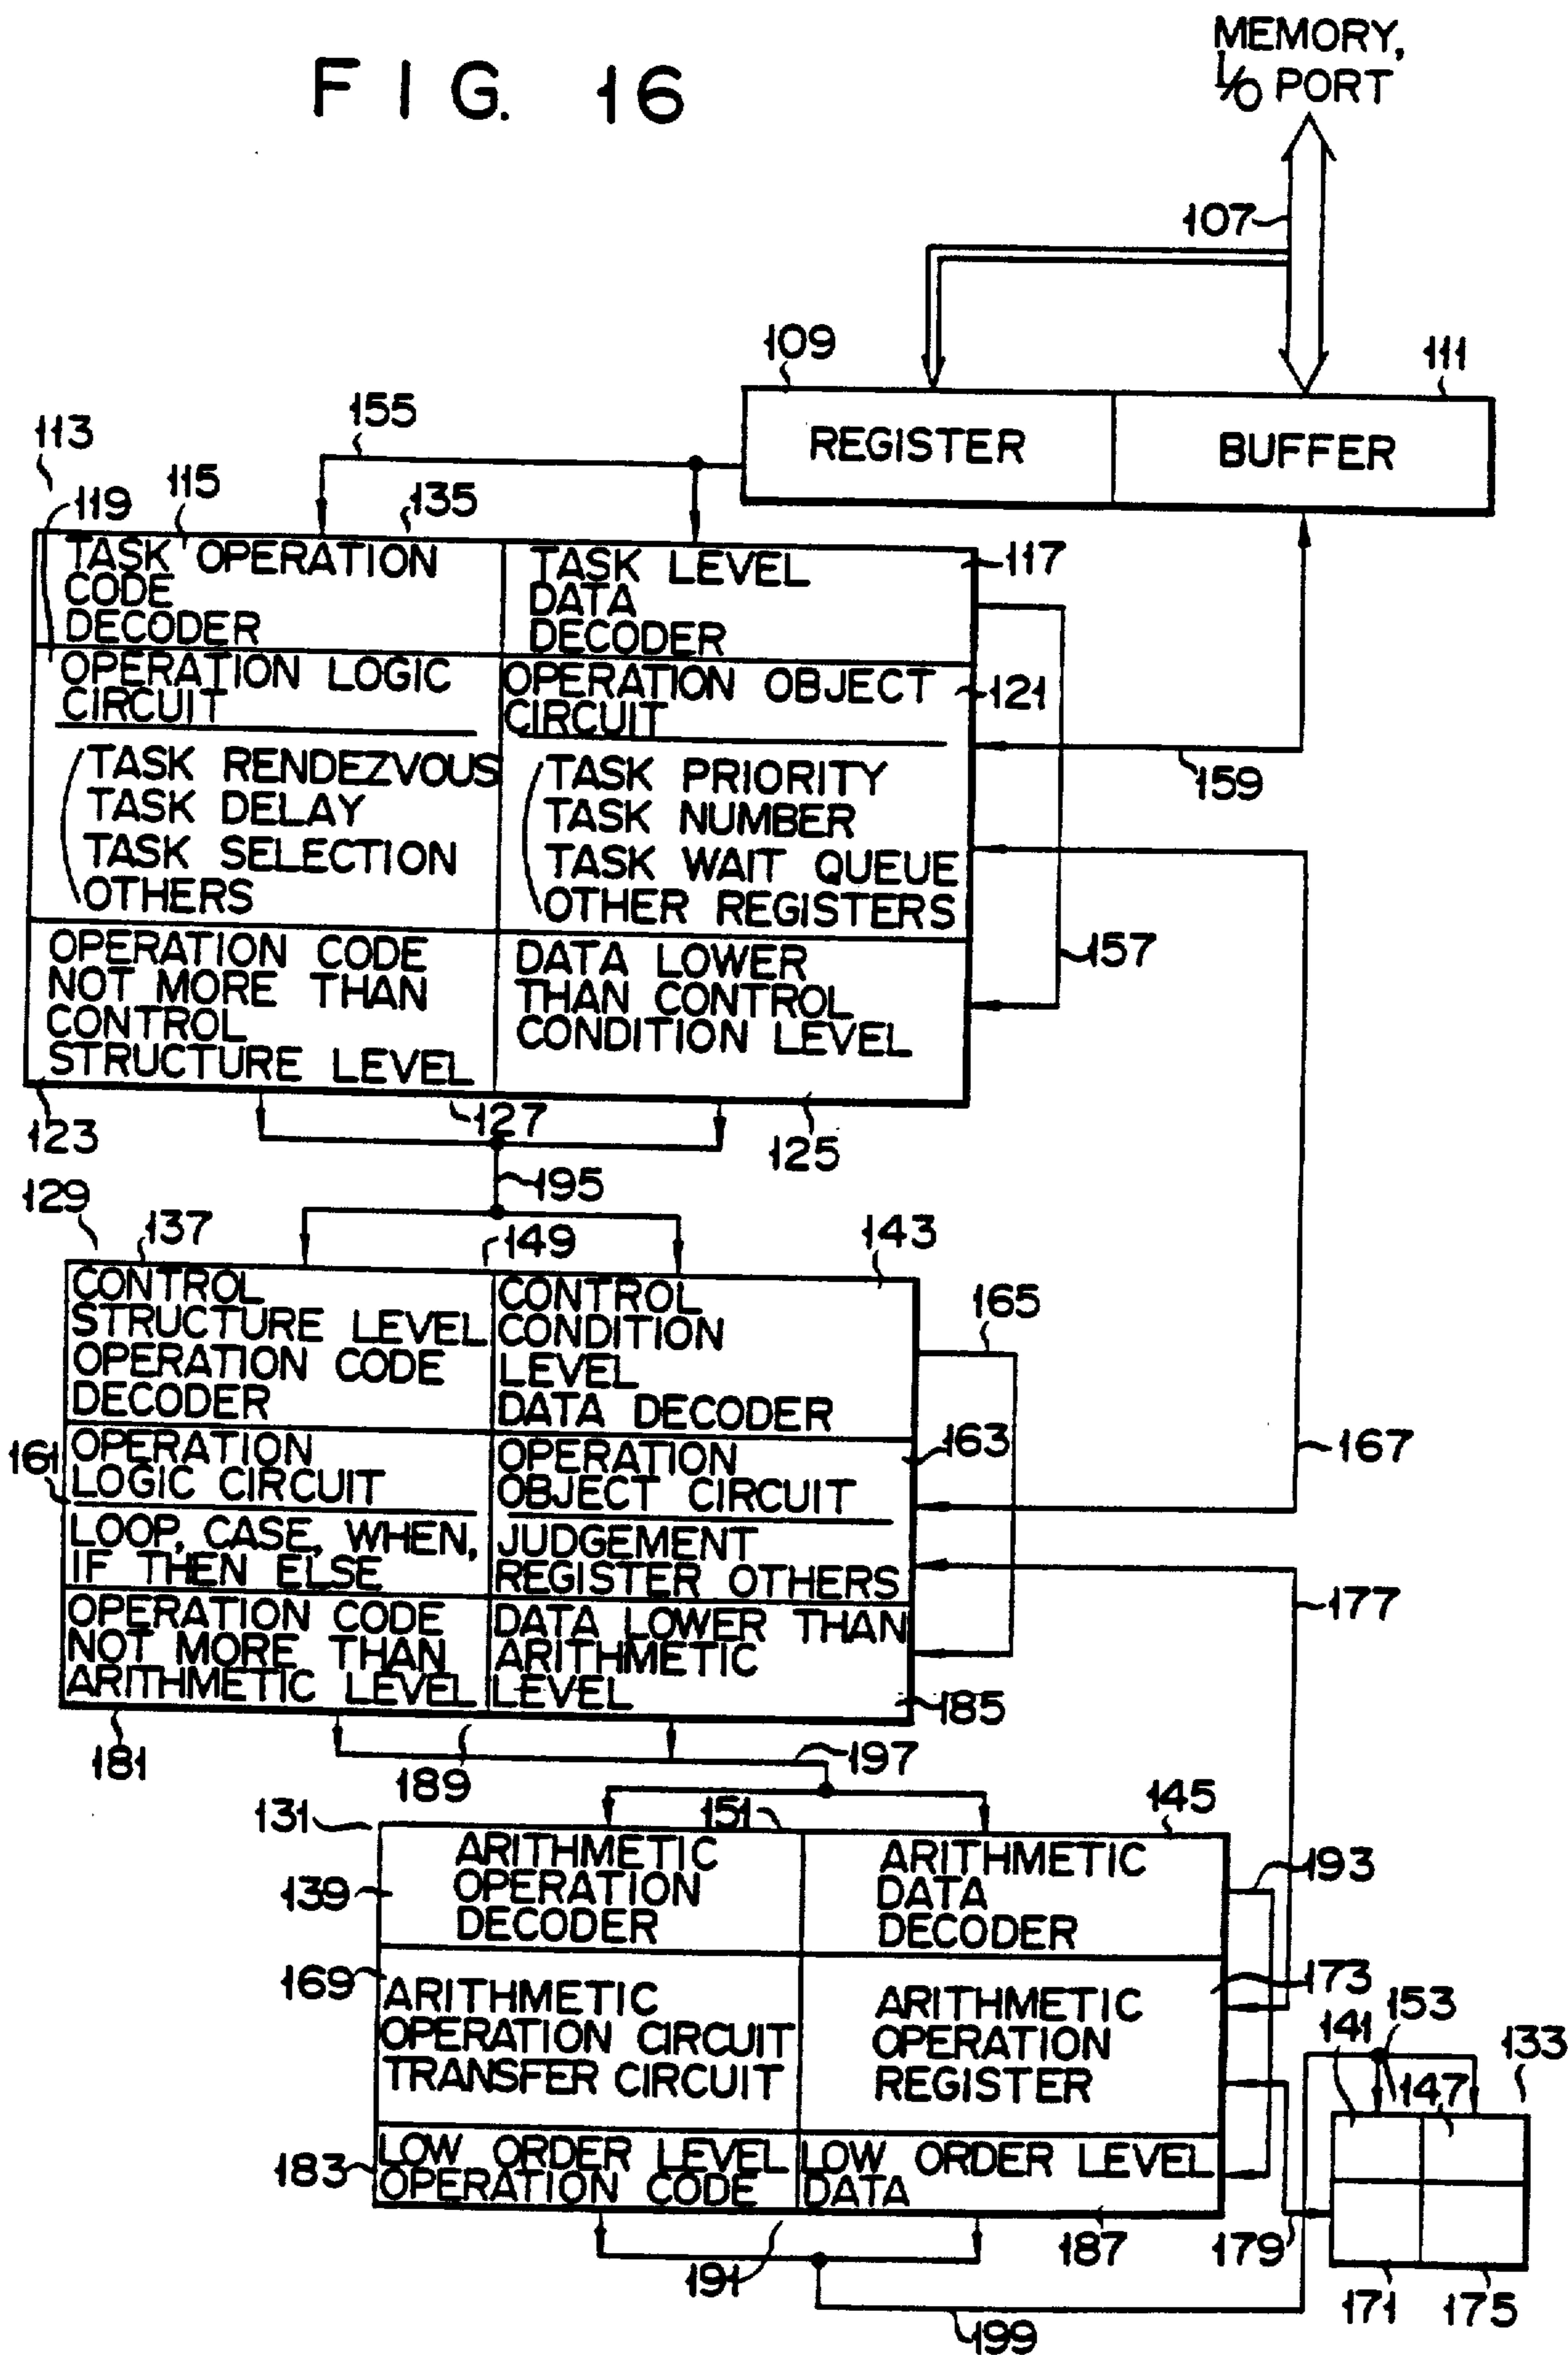 FIG. 16
MEMORY,
I/O PORT
107
109
111
REGISTER
BUFFER
155
113
119
115
135
117
TASK OPERATION
CODE
DECODER
TASK LEVEL
DATA
DECODER
OPERATION LOGIC
CIRCUIT
OPERATION OBJECT
CIRCUIT
121
159
TASK RENDEZVOUS
TASK DELAY
TASK SELECTION
OTHERS
TASK PRIORITY
TASK NUMBER
TASK WAIT QUEUE
OTHER REGISTERS
157
OPERATION CODE
NOT MORE THAN
CONTROL
STRUCTURE LEVEL
DATA LOWER
THAN CONTROL
CONDITION LEVEL
123
127
125
195
129
137
149
143
CONTROL
STRUCTURE LEVEL
OPERATION CODE
DECODER
CONTROL
CONDITION
LEVEL
DATA DECODER
165
161
OPERATION
LOGIC CIRCUIT
OPERATION
OBJECT CIRCUIT
163
167
LOOP, CASE, WHEN,
IF THEN ELSE
JUDGEMENT
REGISTER OTHERS
177
OPERATION CODE
NOT MORE THAN
ARITHMETIC LEVEL
DATA LOWER THAN
ARITHMETIC
LEVEL
185
181
189
197
131
151
145
139
ARITHMETIC
OPERATION
DECODER
ARITHMETIC
DATA
DECODER
193
169
ARITHMETIC
OPERATION CIRCUIT
TRANSFER CIRCUIT
ARITHMETIC
OPERATION
REGISTER
173
141
153
133
147
183
LOW ORDER LEVEL
OPERATION CODE
LOW ORDER LEVEL
DATA
191
187
179
171
175
199